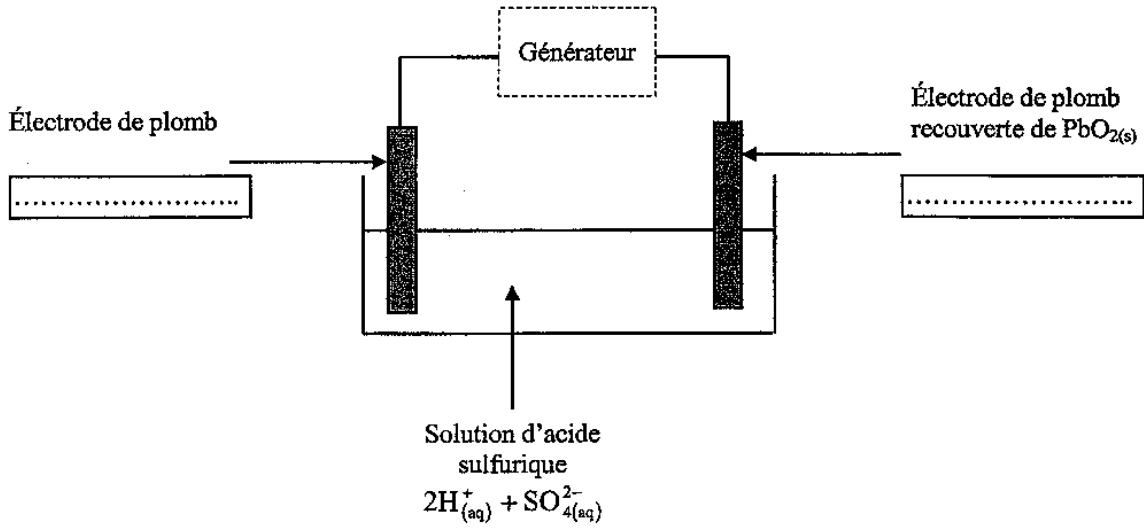 Générateur
Électrode de plomb
....................
Électrode de plomb
recouverte de PbO₂₍ₛ₎
....................
Solution d'acide
sulfurique
2H⁺₍aq₎ + SO₄²⁻₍aq₎